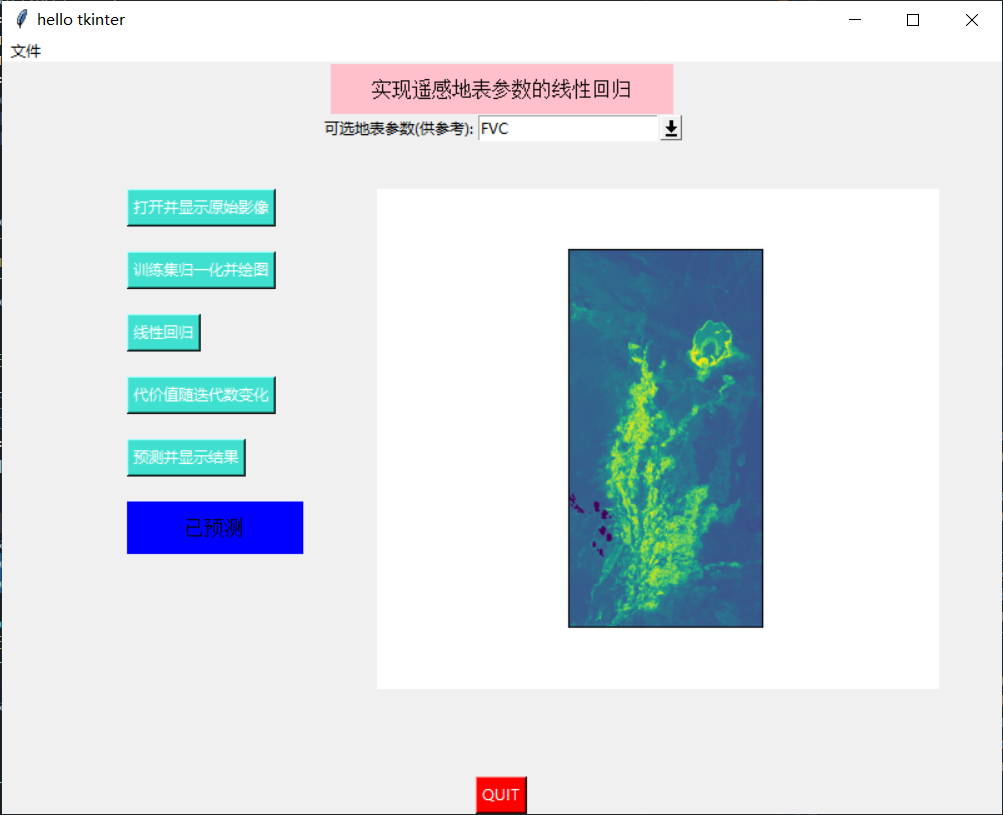 hello tkinter
文件
实现遥感地表参数的线性回归
可选地表参数(供参考): FVC
打开并显示原始影像
训练集归一化并绘图
线性回归
代价值随迭代数变化
预测并显示结果
已预测
QUIT